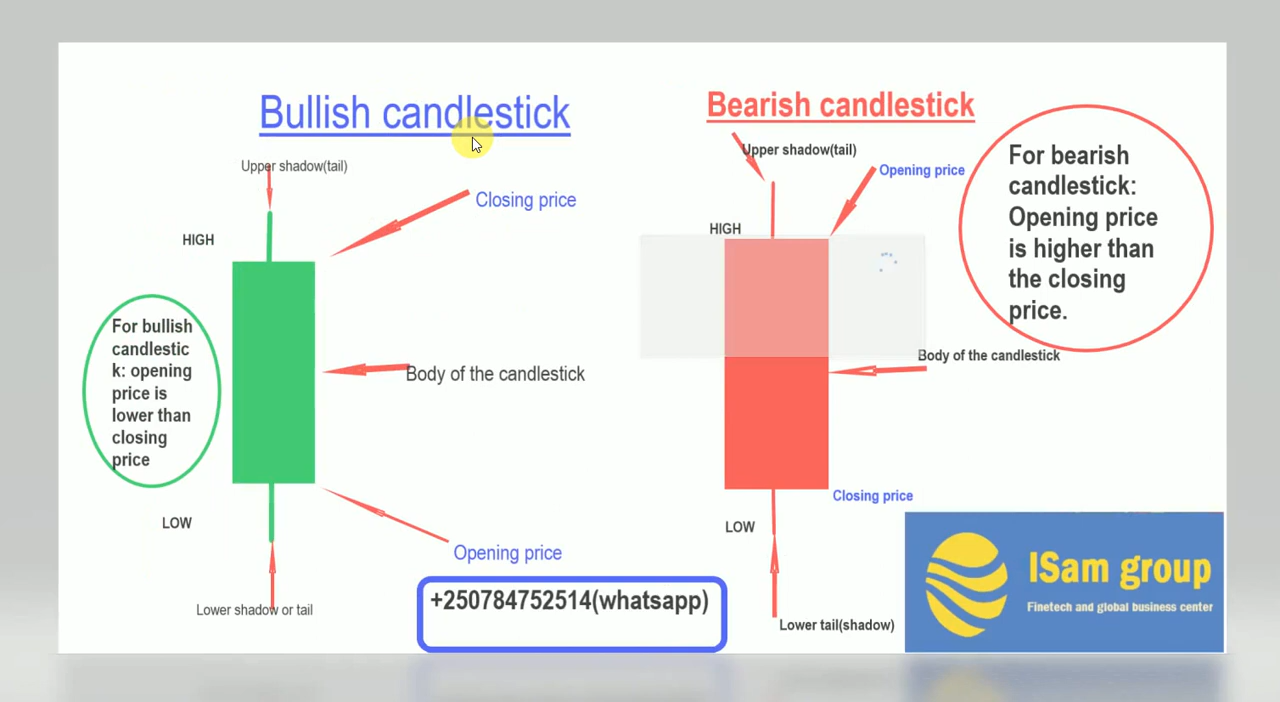 Bullish candlestick
Upper shadow(tail)
Closing price
HIGH
For bullish
candlestic
k: opening
price is
lower than
closing
price
Body of the candlestick
LOW
Opening price
Lower shadow or tail
+250784752514(whatsapp)
Bearish candlestick
Upper shadow(tail)
Opening price
HIGH
For bearish
candlestick:
Opening price
is higher than
the closing
price.
Body of the candlestick
Closing price
LOW
Lower tail(shadow)
ISam group
Finetech and global business center